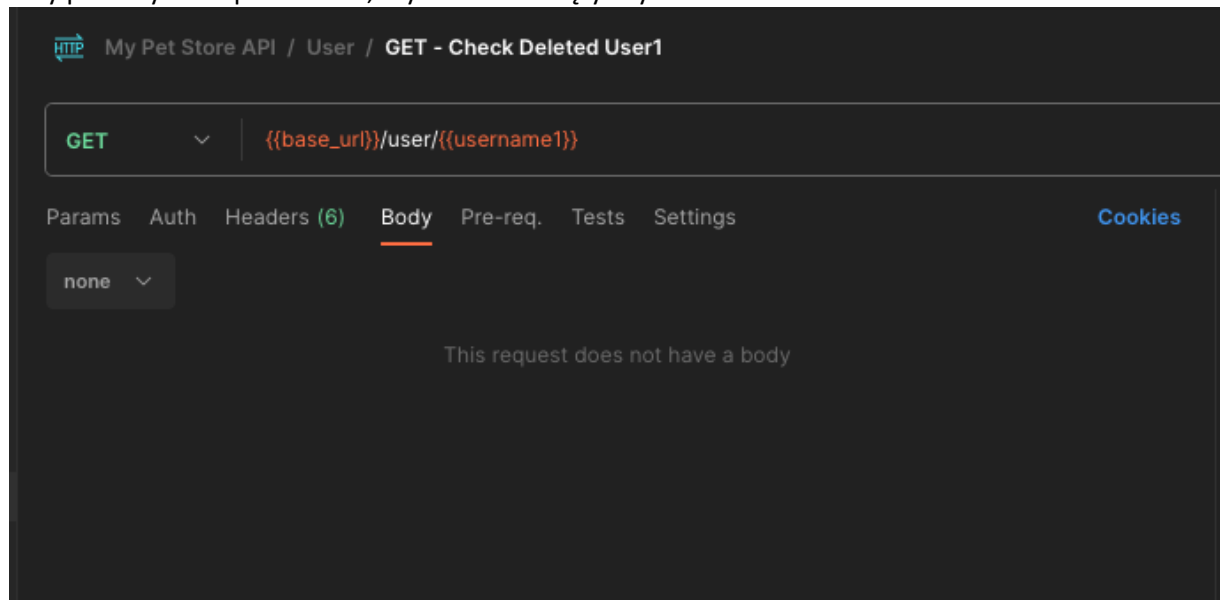 HTTP My Pet Store API / User / GET - Check Deleted User1
GET {{base_url}}/user/{{username1}}
Params Auth Headers (6) Body Pre-req. Tests Settings Cookies
none
This request does not have a body